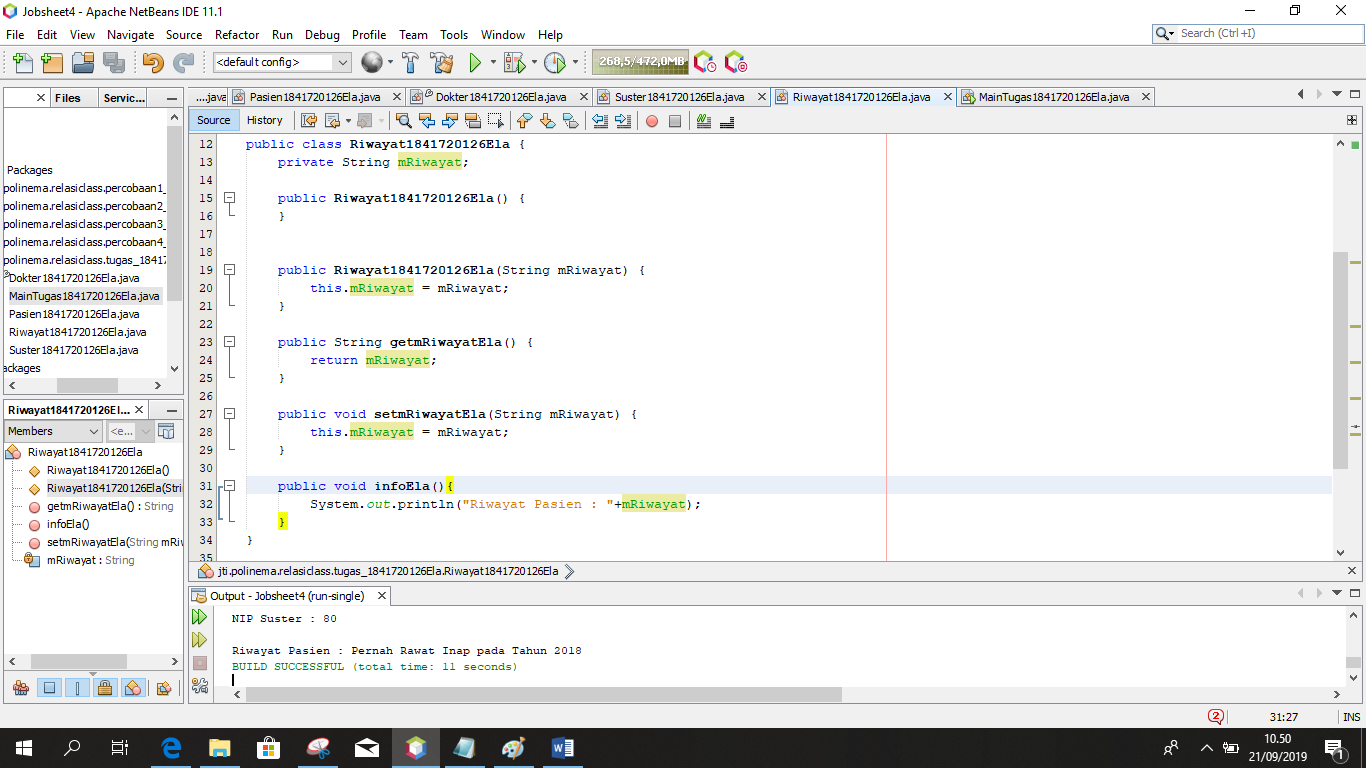 Jobsheet4 - Apache NetBeans IDE 11.1
File Edit View Navigate Source Refactor Run Debug Profile Team Tools Window Help
Search (Ctrl+I)
<default config>
268,5/472,0MB
Files Servic...
....java Pasien1841720126Ela.java Dokter1841720126Ela.java Suster1841720126Ela.java Riwayat1841720126Ela.java MainTugas1841720126Ela.java
Source History
Packages
polinema.relasiclass.percobaan1_
polinema.relasiclass.percobaan2_
polinema.relasiclass.percobaan3_
polinema.relasiclass.percobaan4_
polinema.relasiclass.tugas_1841
Dokter1841720126Ela.java
MainTugas1841720126Ela.java
Pasien1841720126Ela.java
Riwayat1841720126Ela.java
Suster1841720126Ela.java
ackages
Riwayat1841720126El...
Members <e...
Riwayat1841720126Ela
Riwayat1841720126Ela()
Riwayat1841720126Ela(Stri
getmRiwayatEla() : String
infoEla()
setmRiwayatEla(String mRiw
mRiwayat : String
12 public class Riwayat1841720126Ela {
13 private String mRiwayat;
14
15 public Riwayat1841720126Ela() {
16 }
17
18
19 public Riwayat1841720126Ela(String mRiwayat) {
20 this.mRiwayat = mRiwayat;
21 }
22
23 public String getmRiwayatEla() {
24 return mRiwayat;
25 }
26
27 public void setmRiwayatEla(String mRiwayat) {
28 this.mRiwayat = mRiwayat;
29 }
30
31 public void infoEla(){
32 System.out.println("Riwayat Pasien : "+mRiwayat);
33 }
34 }
35
jti.polinema.relasiclass.tugas_1841720126Ela.Riwayat1841720126Ela
Output - Jobsheet4 (run-single)
NIP Suster : 80
Riwayat Pasien : Pernah Rawat Inap pada Tahun 2018
BUILD SUCCESSFUL (total time: 11 seconds)
2 31:27 INS
10.50
21/09/2019
1